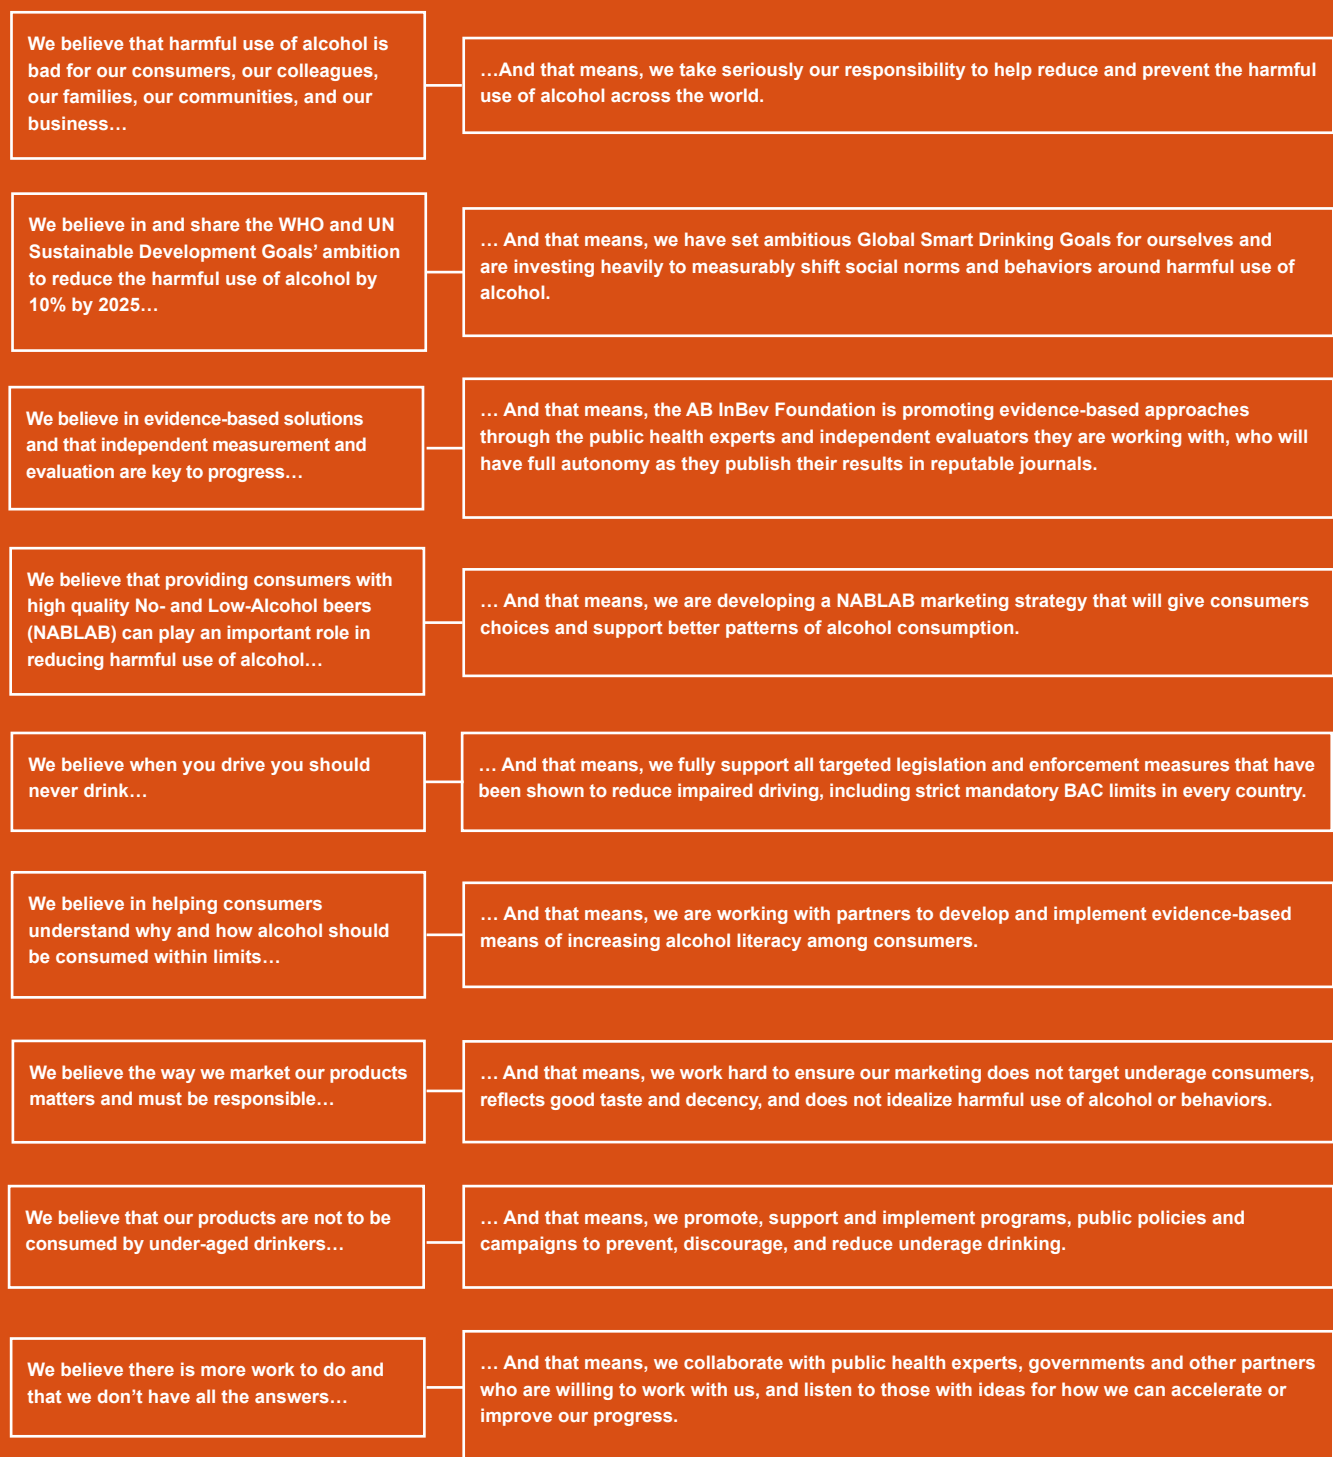 We believe that harmful use of alcohol is
bad for our consumers, our colleagues,
our families, our communities, and our
business…
…And that means, we take seriously our responsibility to help reduce and prevent the harmful
use of alcohol across the world.
We believe in and share the WHO and UN
Sustainable Development Goals’ ambition
to reduce the harmful use of alcohol by
10% by 2025…
… And that means, we have set ambitious Global Smart Drinking Goals for ourselves and
are investing heavily to measurably shift social norms and behaviors around harmful use of
alcohol.
We believe in evidence-based solutions
and that independent measurement and
evaluation are key to progress…
… And that means, the AB InBev Foundation is promoting evidence-based approaches
through the public health experts and independent evaluators they are working with, who will
have full autonomy as they publish their results in reputable journals.
We believe that providing consumers with
high quality No- and Low-Alcohol beers
(NABLAB) can play an important role in
reducing harmful use of alcohol…
… And that means, we are developing a NABLAB marketing strategy that will give consumers
choices and support better patterns of alcohol consumption.
We believe when you drive you should
never drink…
… And that means, we fully support all targeted legislation and enforcement measures that have
been shown to reduce impaired driving, including strict mandatory BAC limits in every country.
We believe in helping consumers
understand why and how alcohol should
be consumed within limits…
… And that means, we are working with partners to develop and implement evidence-based
means of increasing alcohol literacy among consumers.
We believe the way we market our products
matters and must be responsible…
… And that means, we work hard to ensure our marketing does not target underage consumers,
reflects good taste and decency, and does not idealize harmful use of alcohol or behaviors.
We believe that our products are not to be
consumed by under-aged drinkers…
… And that means, we promote, support and implement programs, public policies and
campaigns to prevent, discourage, and reduce underage drinking.
We believe there is more work to do and
that we don’t have all the answers…
… And that means, we collaborate with public health experts, governments and other partners
who are willing to work with us, and listen to those with ideas for how we can accelerate or
improve our progress.